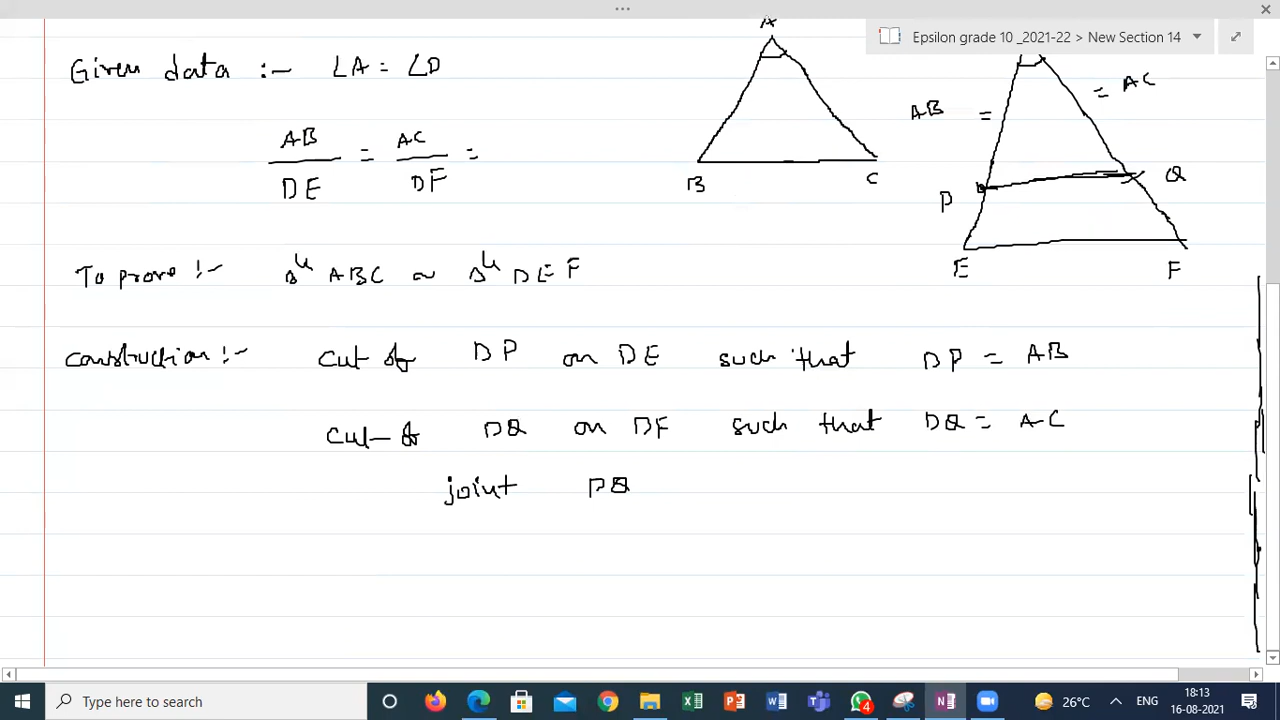 Epsilon grade 10 _2021-22 > New Section 14
A
Given data :- ∠A = ∠D
AB/DE = AC/DF =
AB =
= AC
B
C
P
Q
E
F
To prove :- Δle ABC ~ Δle DEF
construction :- cut of DP on DE such that DP = AB
cut of DQ on DF such that DQ = AC
joint PQ
Type here to search
4
26°C
ENG
18:13
16-08-2021